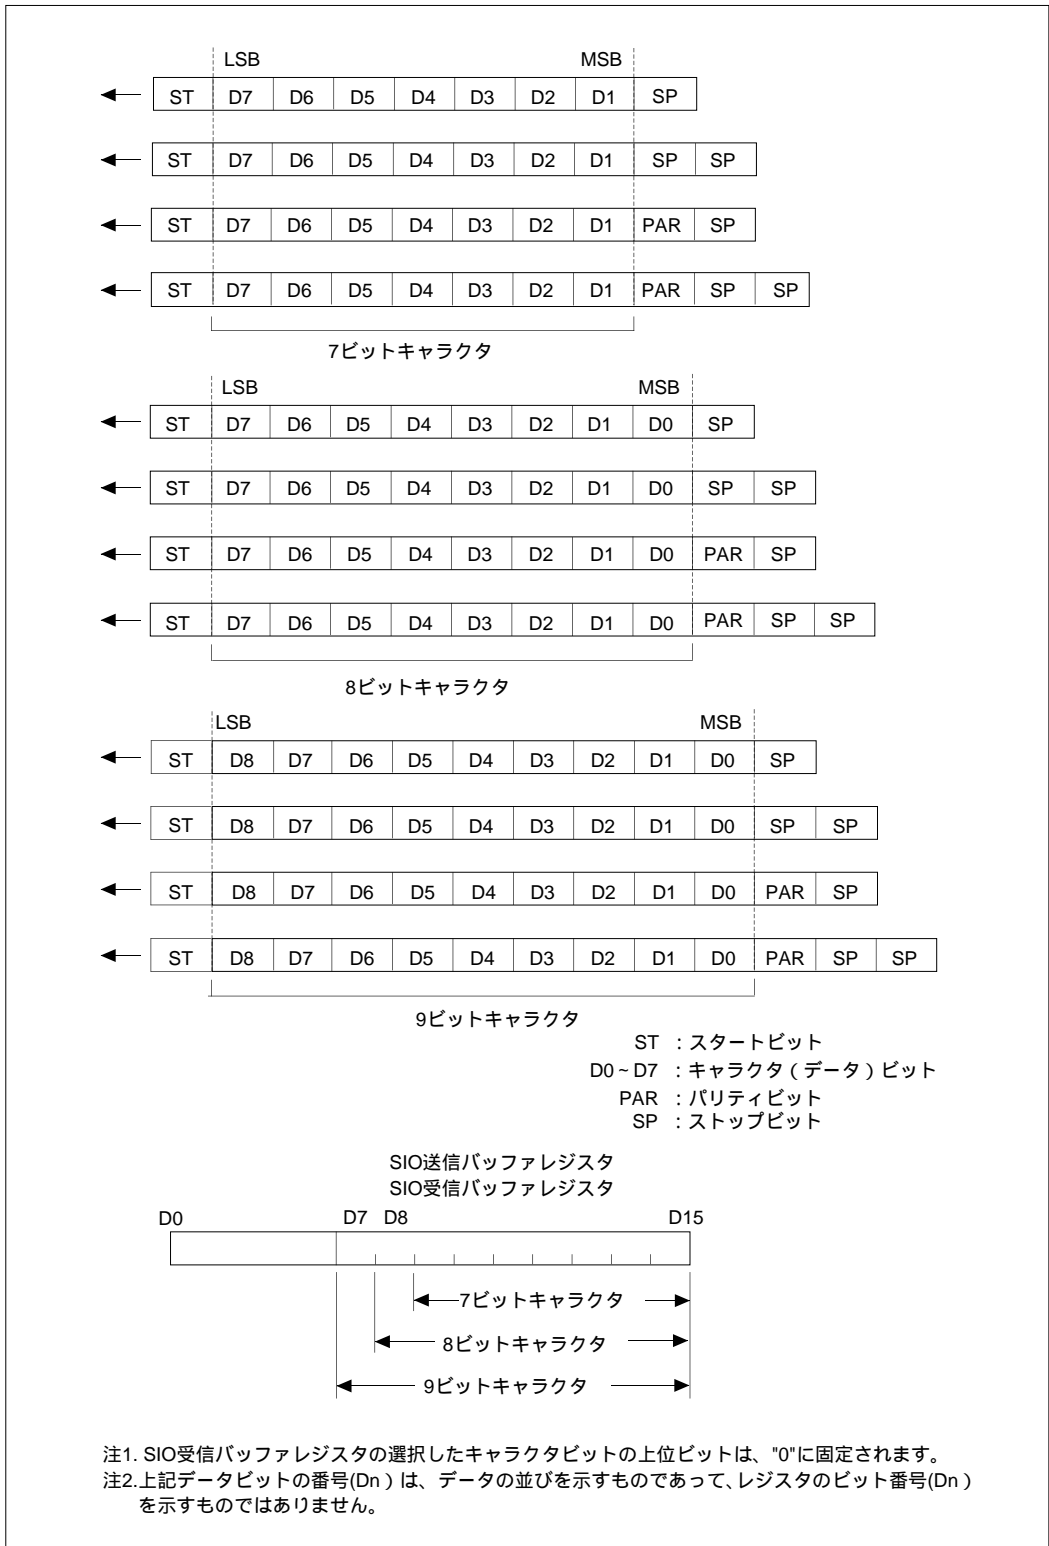 LSB MSB
ST D7 D6 D5 D4 D3 D2 D1 SP
ST D7 D6 D5 D4 D3 D2 D1 SP SP
ST D7 D6 D5 D4 D3 D2 D1 PAR SP
ST D7 D6 D5 D4 D3 D2 D1 PAR SP SP
7ビットキャラクタ
LSB MSB
ST D7 D6 D5 D4 D3 D2 D1 D0 SP
ST D7 D6 D5 D4 D3 D2 D1 D0 SP SP
ST D7 D6 D5 D4 D3 D2 D1 D0 PAR SP
ST D7 D6 D5 D4 D3 D2 D1 D0 PAR SP SP
8ビットキャラクタ
LSB MSB
ST D8 D7 D6 D5 D4 D3 D2 D1 D0 SP
ST D8 D7 D6 D5 D4 D3 D2 D1 D0 SP SP
ST D8 D7 D6 D5 D4 D3 D2 D1 D0 PAR SP
ST D8 D7 D6 D5 D4 D3 D2 D1 D0 PAR SP SP
9ビットキャラクタ
ST :スタートビット
D0~D7 :キャラクタ(データ)ビット
PAR :パリティビット
SP :ストップビット
SIO送信バッファレジスタ
SIO受信バッファレジスタ
D0 D7 D8 D15
7ビットキャラクタ
8ビットキャラクタ
9ビットキャラクタ
注1. SIO受信バッファレジスタの選択したキャラクタビットの上位ビットは、"0"に固定されます。
注2.上記データビットの番号(Dn)は、データの並びを示すものであって、レジスタのビット番号(Dn)
を示すものではありません。